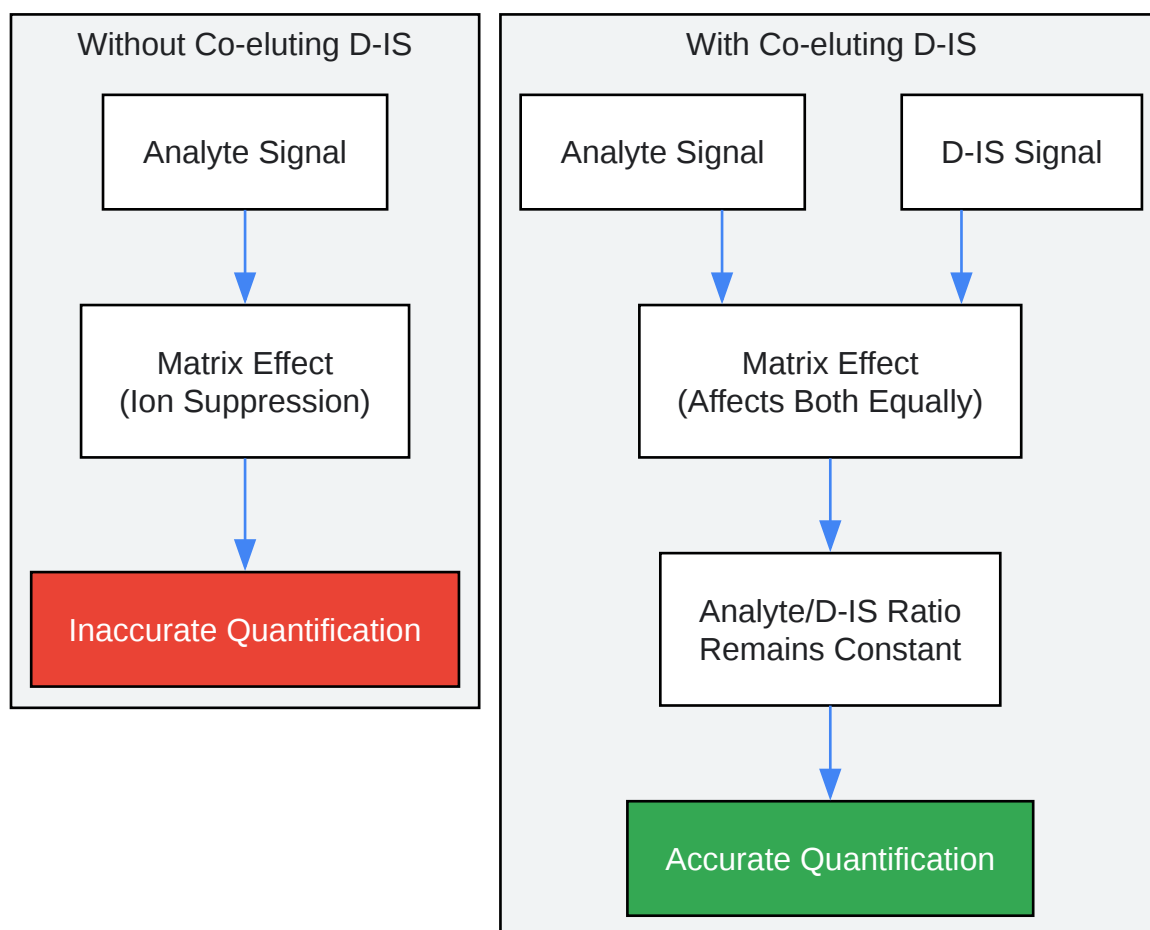 Without Co-eluting D-IS
Analyte Signal
Matrix Effect
(Ion Suppression)
Inaccurate Quantification
With Co-eluting D-IS
Analyte Signal
D-IS Signal
Matrix Effect
(Affects Both Equally)
Analyte/D-IS Ratio
Remains Constant
Accurate Quantification